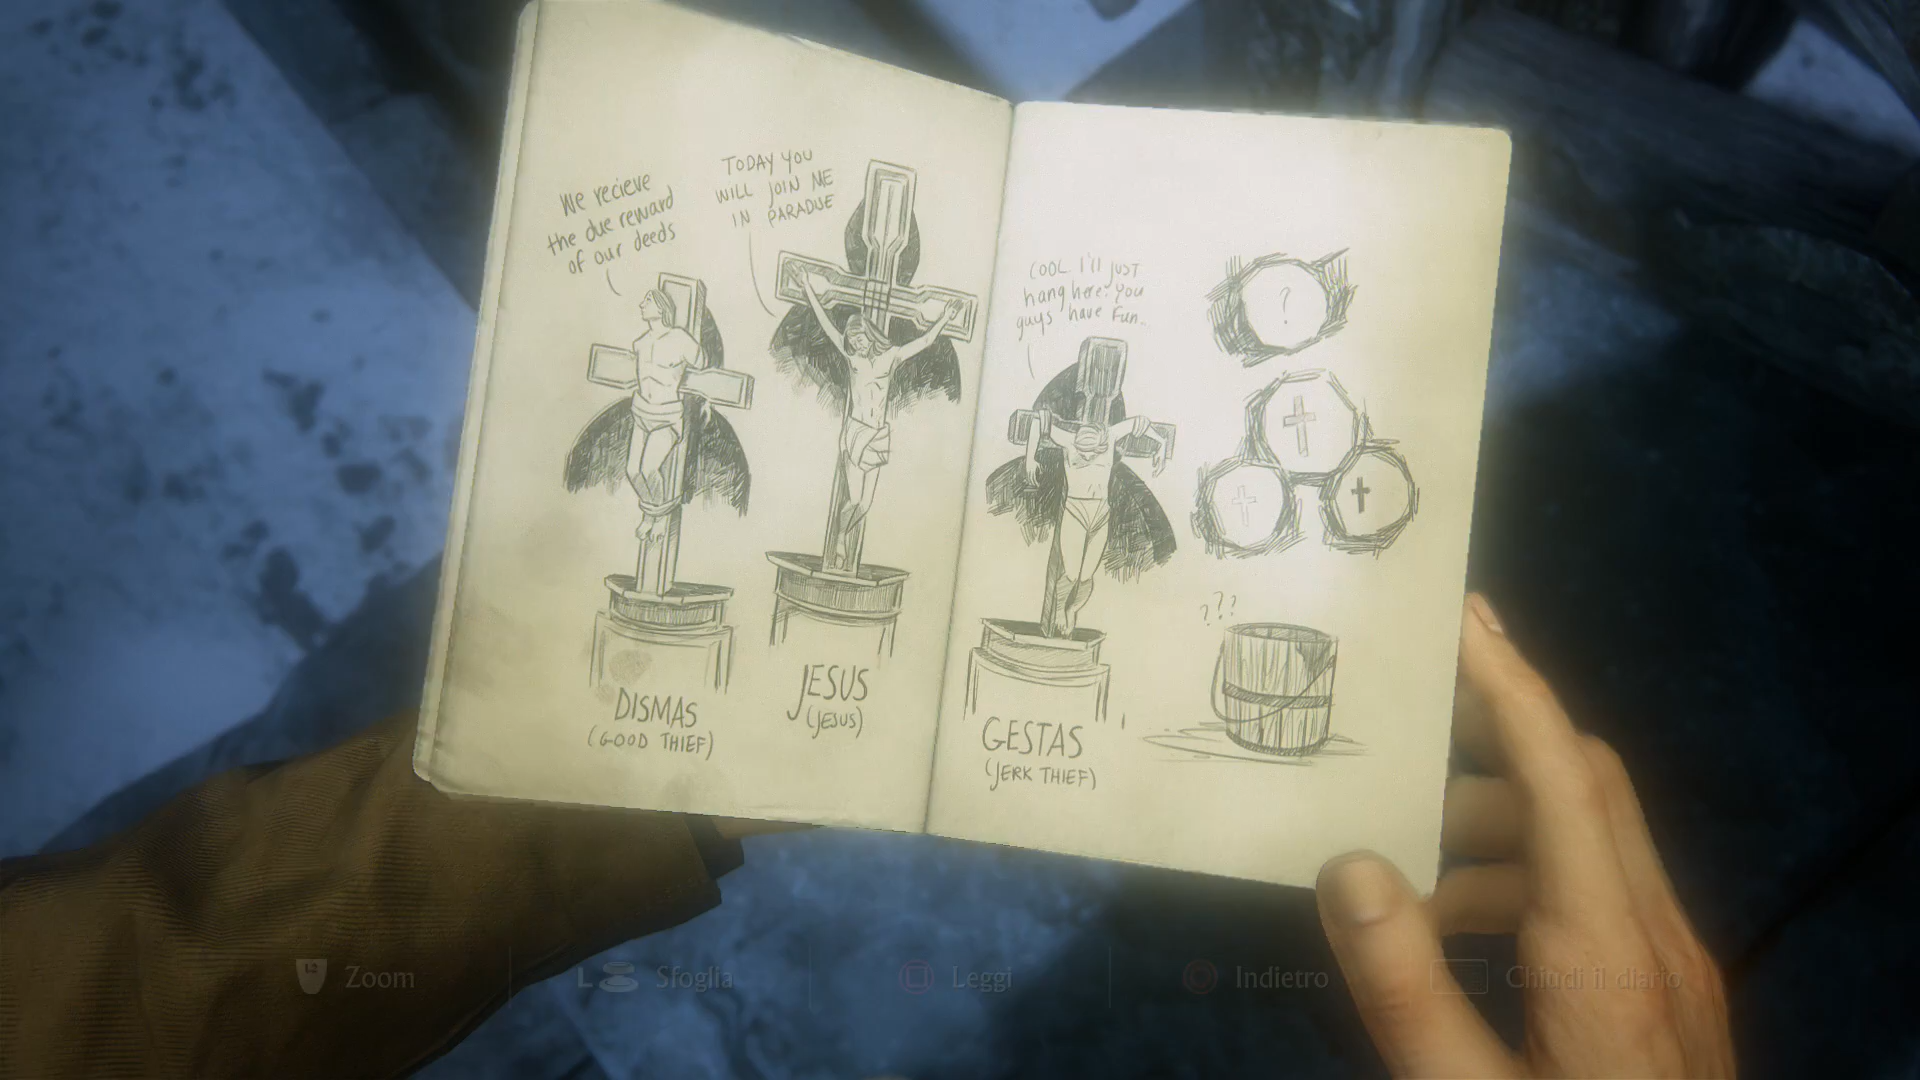 We recieve
the due reward
of our deeds
TODAY YOU
WILL JOIN ME
IN PARADISE
DISMAS
(GOOD THIEF)
JESUS
(JESUS)
COOL I'll JUST
hang here. you
guys have fun..
GESTAS
(JERK THIEF)
?
???
L2 Zoom
L Sfoglia
Leggi
Indietro
Chiudi il diario